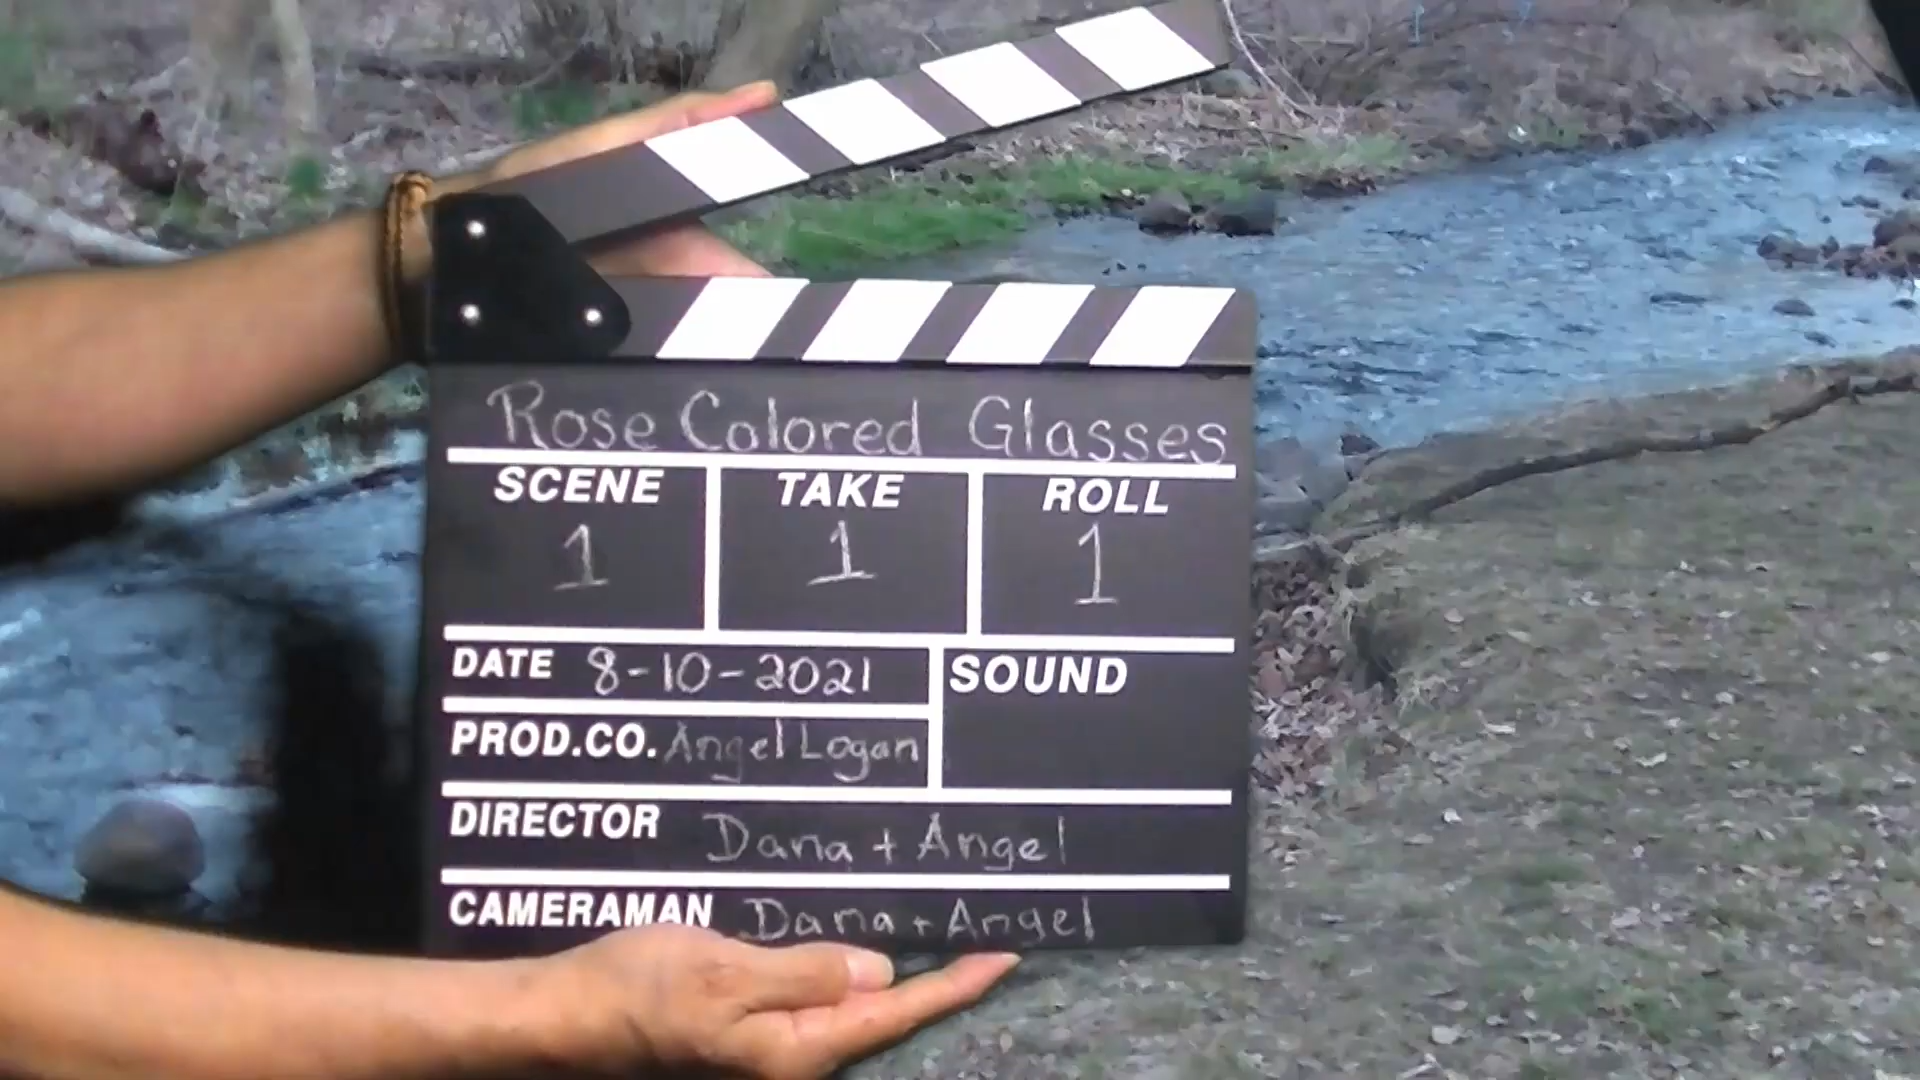 Rose Colored Glasses
SCENE TAKE ROLL
1 1 1
DATE 8-10-2021 SOUND
PROD.CO. Angel Logan
DIRECTOR Dana + Angel
CAMERAMAN Dana + Angel